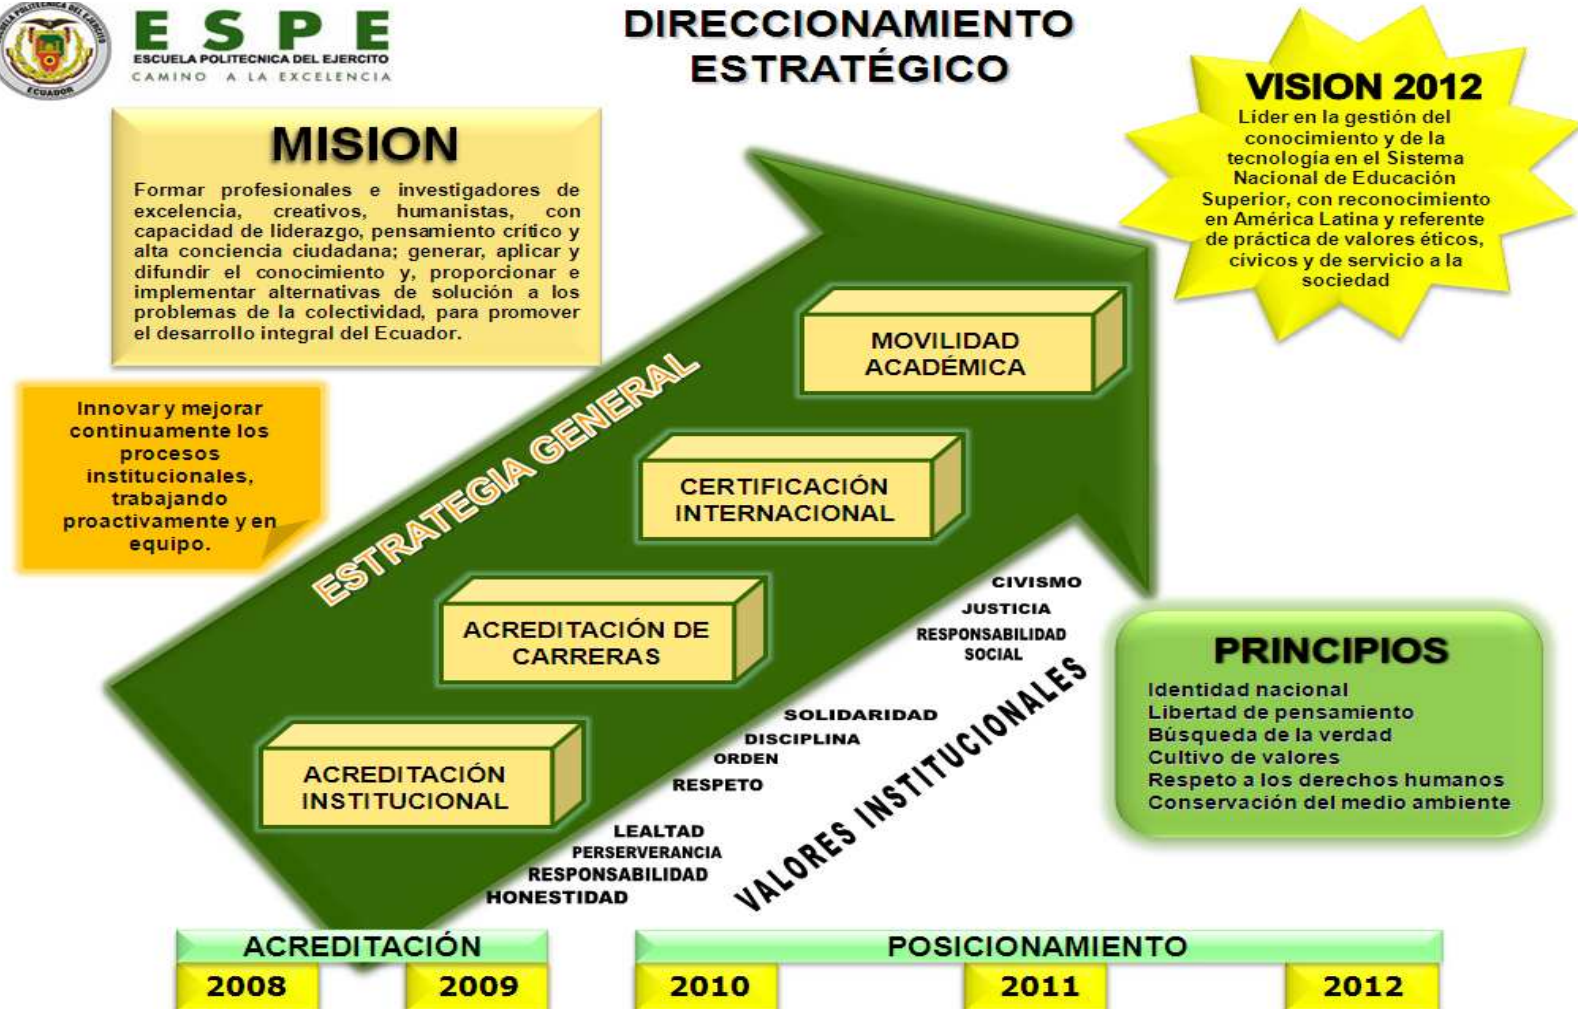 ESCUELA POLITECNICA DEL EJERCITO
ECUADOR
ESPE
ESCUELA POLITECNICA DEL EJERCITO
CAMINO A LA EXCELENCIA
DIRECCIONAMIENTO
ESTRATÉGICO
VISION 2012
Líder en la gestión del
conocimiento y de la
tecnología en el Sistema
Nacional de Educación
Superior, con reconocimiento
en América Latina y referente
de práctica de valores éticos,
cívicos y de servicio a la
sociedad
MISION
Formar profesionales e investigadores de
excelencia, creativos, humanistas, con
capacidad de liderazgo, pensamiento crítico y
alta conciencia ciudadana; generar, aplicar y
difundir el conocimiento y, proporcionar e
implementar alternativas de solución a los
problemas de la colectividad, para promover
el desarrollo integral del Ecuador.
Innovar y mejorar
continuamente los
procesos
institucionales,
trabajando
proactivamente y en
equipo.
ESTRATEGIA GENERAL
MOVILIDAD
ACADÉMICA
CERTIFICACIÓN
INTERNACIONAL
ACREDITACIÓN DE
CARRERAS
ACREDITACIÓN
INSTITUCIONAL
CIVISMO
JUSTICIA
RESPONSABILIDAD
SOCIAL
SOLIDARIDAD
DISCIPLINA
ORDEN
RESPETO
LEALTAD
PERSERVERANCIA
RESPONSABILIDAD
HONESTIDAD
VALORES INSTITUCIONALES
PRINCIPIOS
Identidad nacional
Libertad de pensamiento
Búsqueda de la verdad
Cultivo de valores
Respeto a los derechos humanos
Conservación del medio ambiente
ACREDITACIÓN
POSICIONAMIENTO
2008
2009
2010
2011
2012